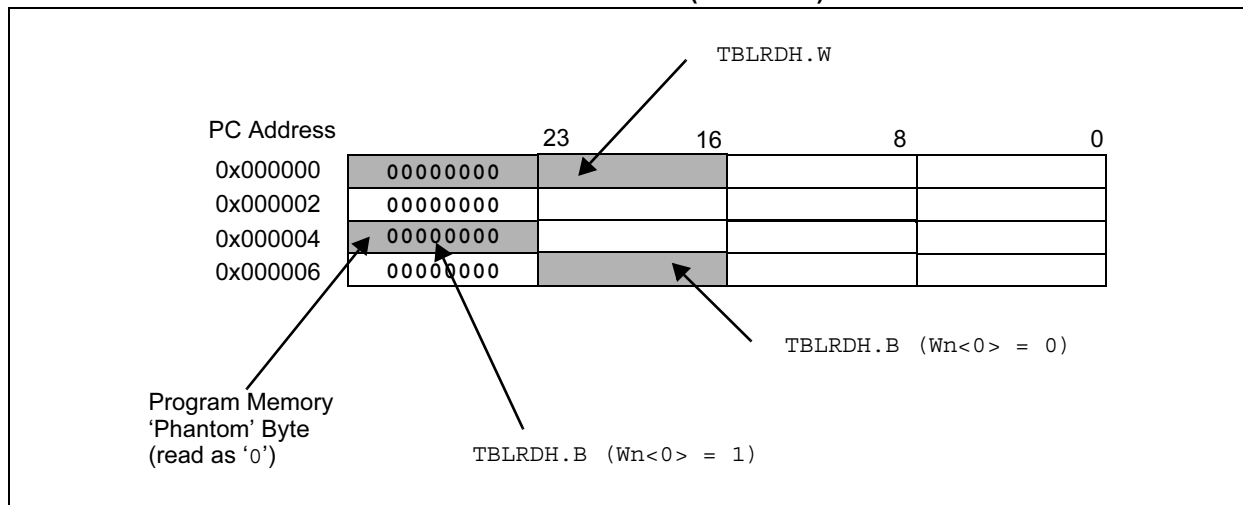 TBLRDH.W
PC Address
23 16 8 0
0x000000 00000000
0x000002 00000000
0x000004 00000000
0x000006 00000000
TBLRDH.B (Wn<0> = 0)
Program Memory
‘Phantom’ Byte
(read as ‘0’)
TBLRDH.B (Wn<0> = 1)